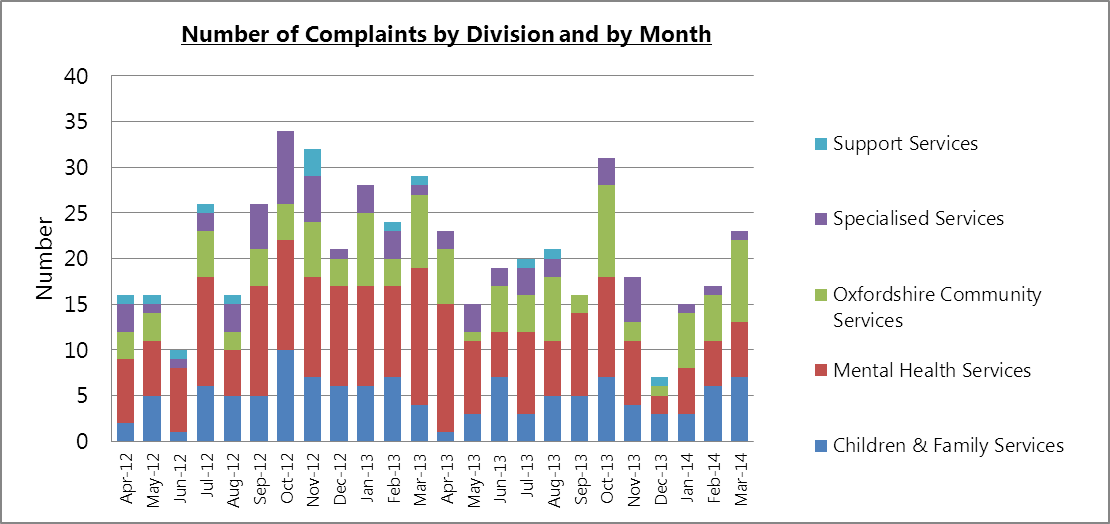 Number of Complaints by Division and by Month
40
35
30
25
20
15
10
5
0
Number
Apr-12
May-12
Jun-12
Jul-12
Aug-12
Sep-12
Oct-12
Nov-12
Dec-12
Jan-13
Feb-13
Mar-13
Apr-13
May-13
Jun-13
Jul-13
Aug-13
Sep-13
Oct-13
Nov-13
Dec-13
Jan-14
Feb-14
Mar-14
Support Services
Specialised Services
Oxfordshire Community
Services
Mental Health Services
Children & Family Services